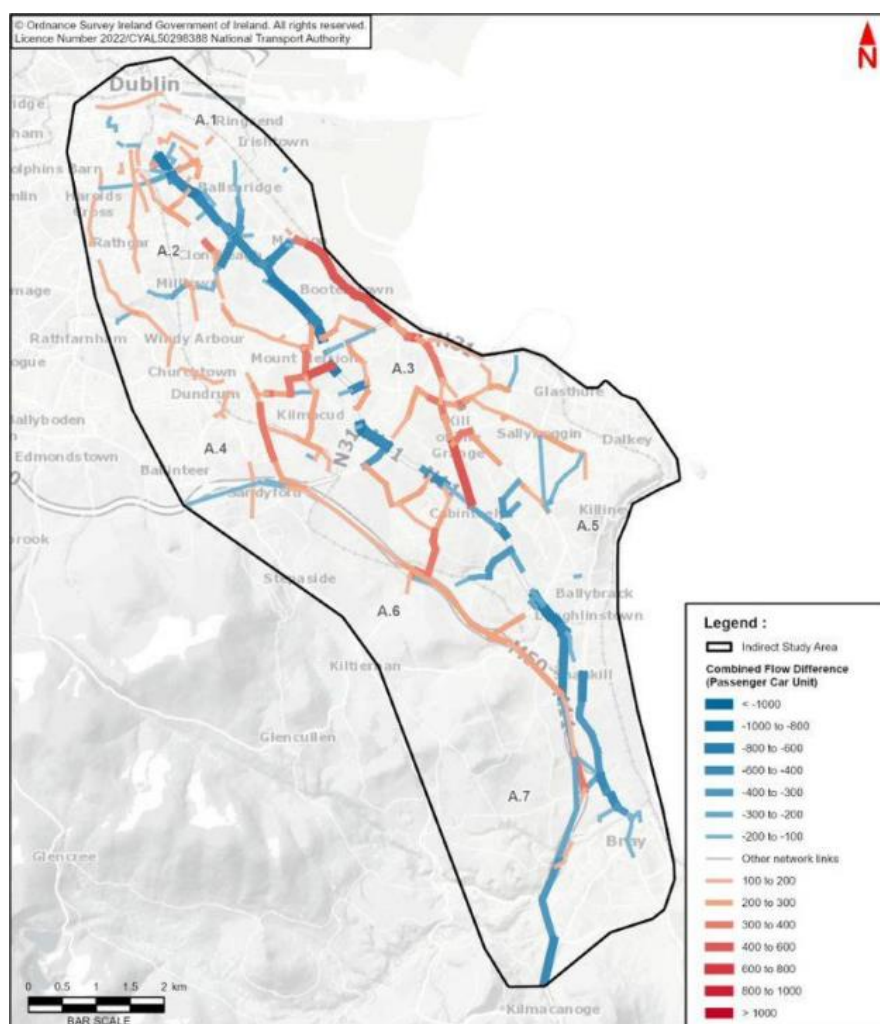 © Ordnance Survey Ireland Government of Ireland. All rights reserved.
Licence Number 2022/CYAL50298388 National Transport Authority
N
Dublin
A.1
Ringsend
Irishtown
Ballsbridge
Rathgar
A.2
Booterstown
N31
Rathfarnham
Windy Arbour
Mount Merrion
A.3
Churchtown
Dundrum
Glasthule
Ballyboden
Kilmacud
Kill
of the
Grange
Sallynoggin
Dalkey
A.4
N31
Edmondstown
Ballinteer
Sandyford
A.5
Stepaside
Ballybrack
Loughlinstown
A.6
Kiltiernan
M50
Glencullen
A.7
Bray
Glencree
Kilmacanoge
Legend :
Indirect Study Area
Combined Flow Difference
(Passenger Car Unit)
< -1000
-1000 to -800
-800 to -600
-600 to -400
-400 to -300
-300 to -200
-200 to -100
Other network links
100 to 200
200 to 300
300 to 400
400 to 600
600 to 800
800 to 1000
> 1000
0 0.5 1 1.5 2 km
BAR SCALE